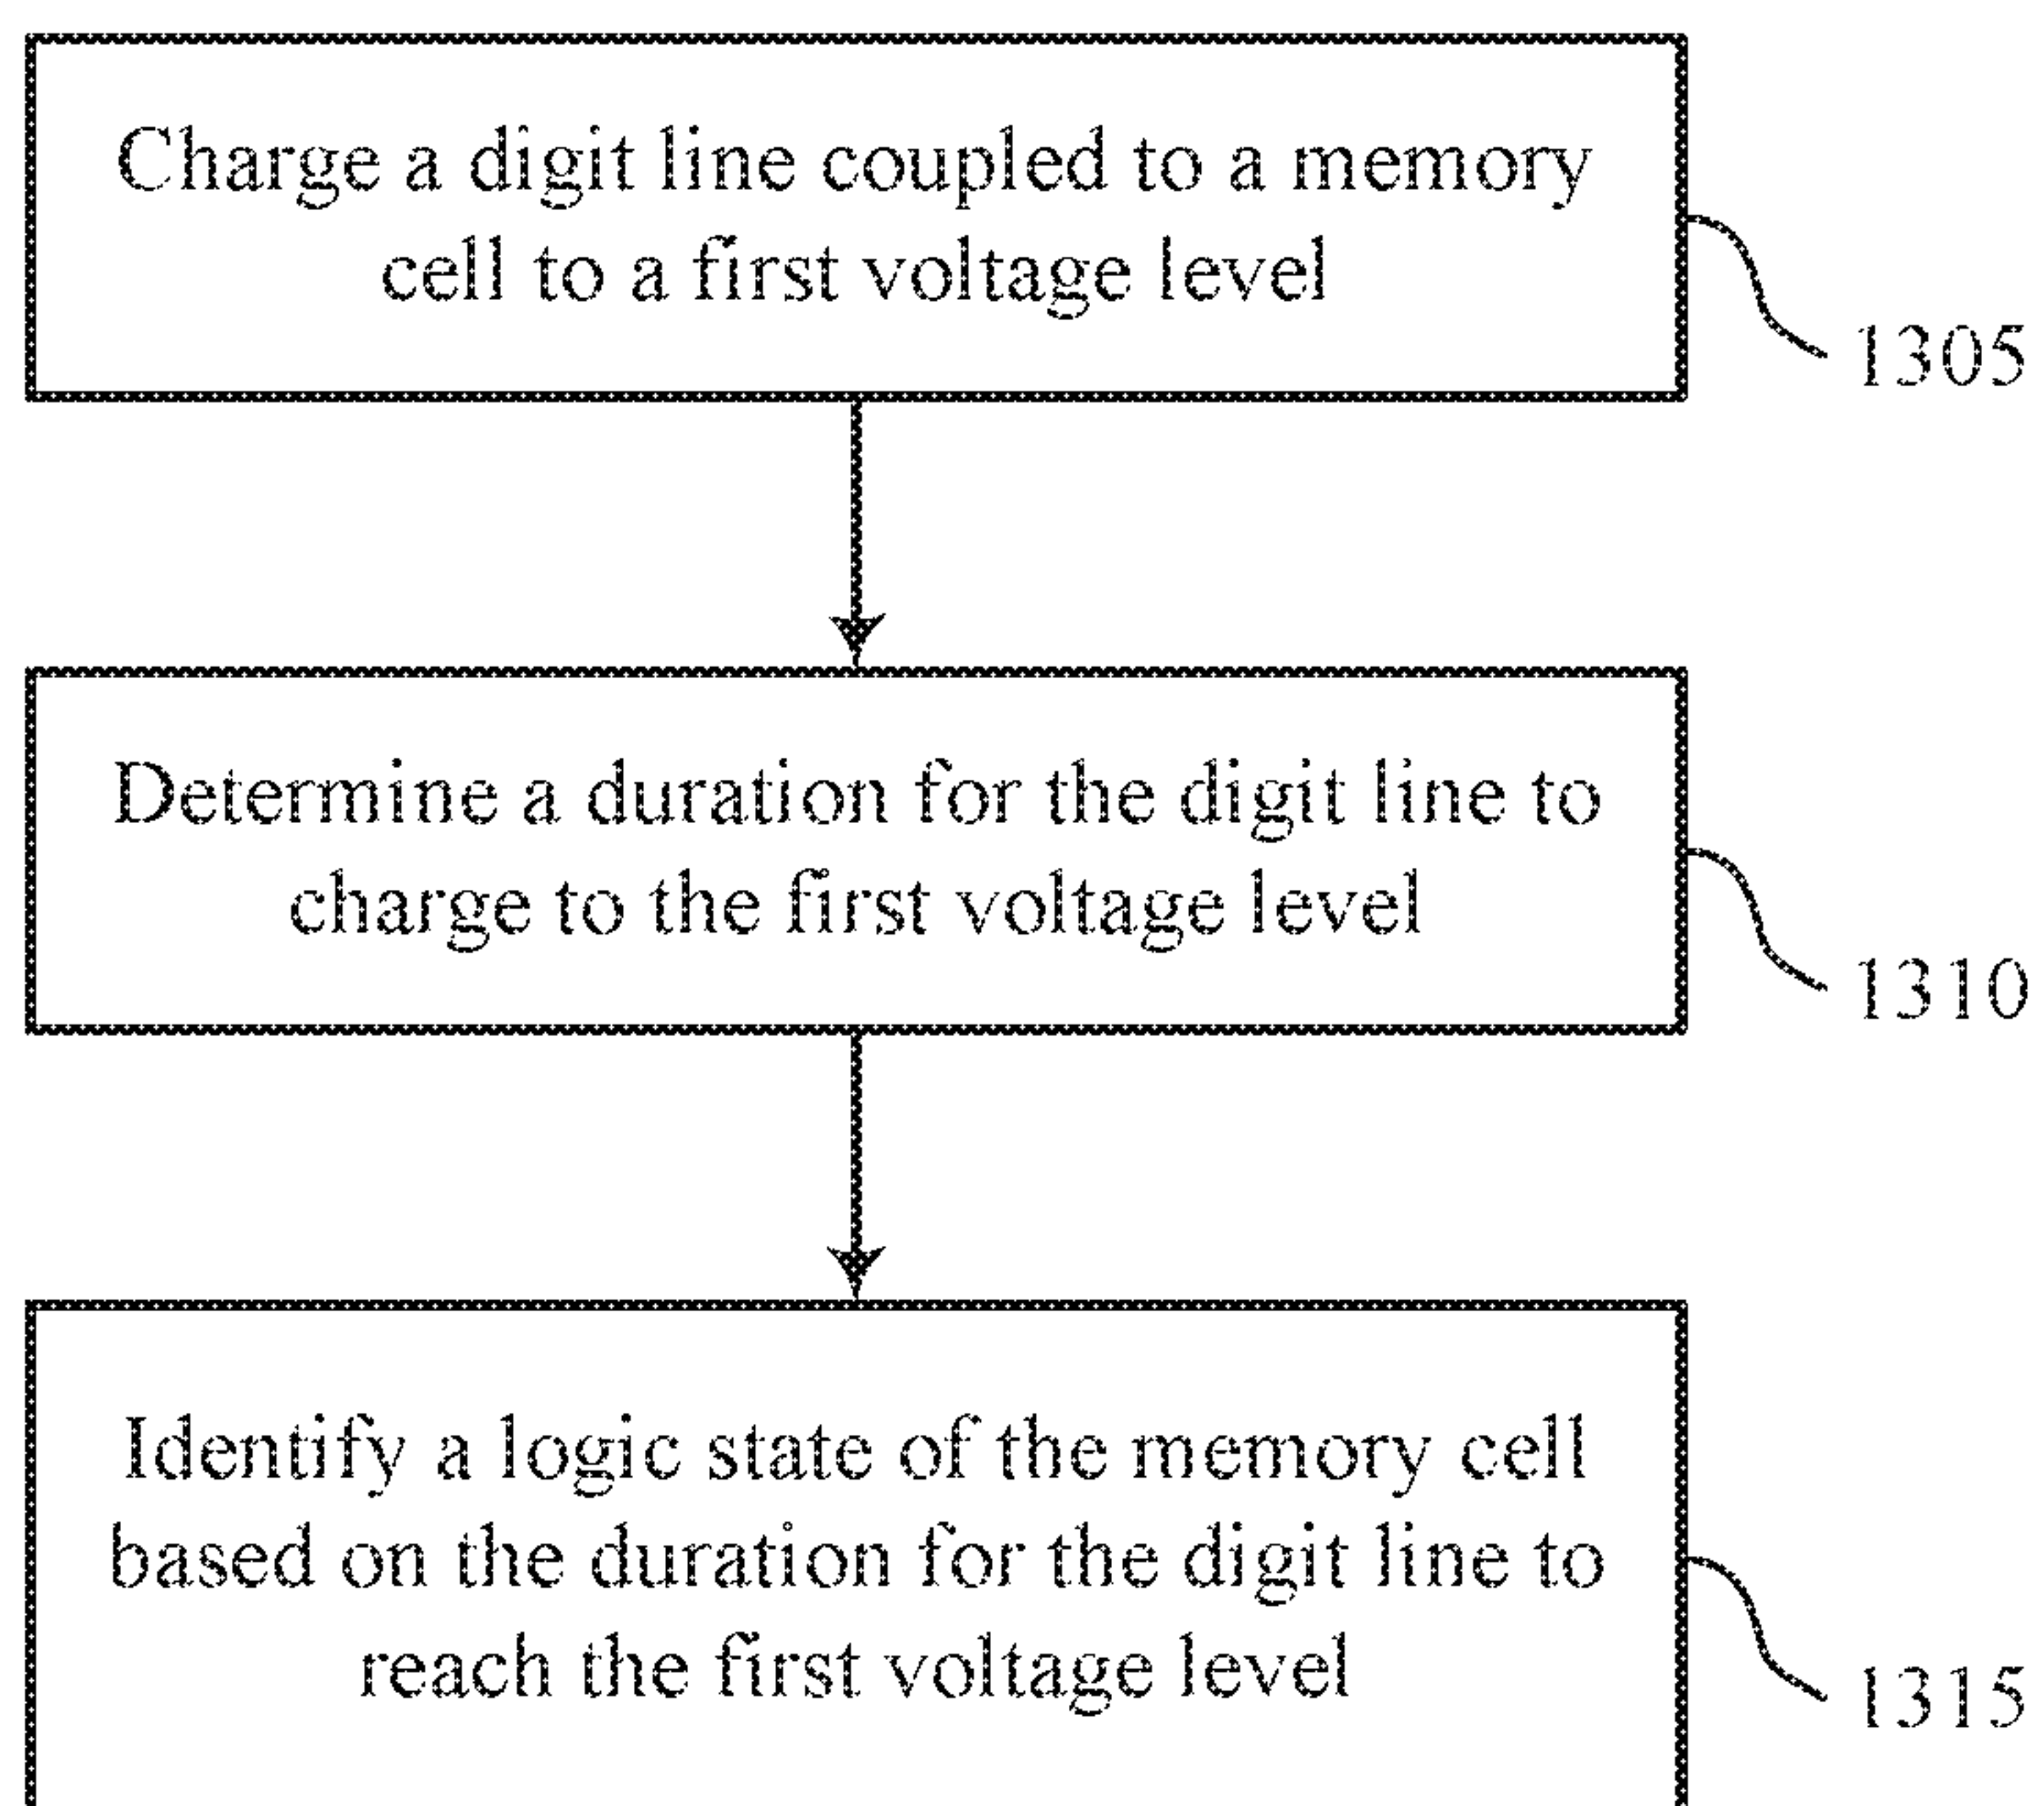 Charge a digit line coupled to a memory
cell to a first voltage level
1305
Determine a duration for the digit line to
charge to the first voltage level
1310
Identify a logic state of the memory cell
based on the duration for the digit line to
reach the first voltage level
1315